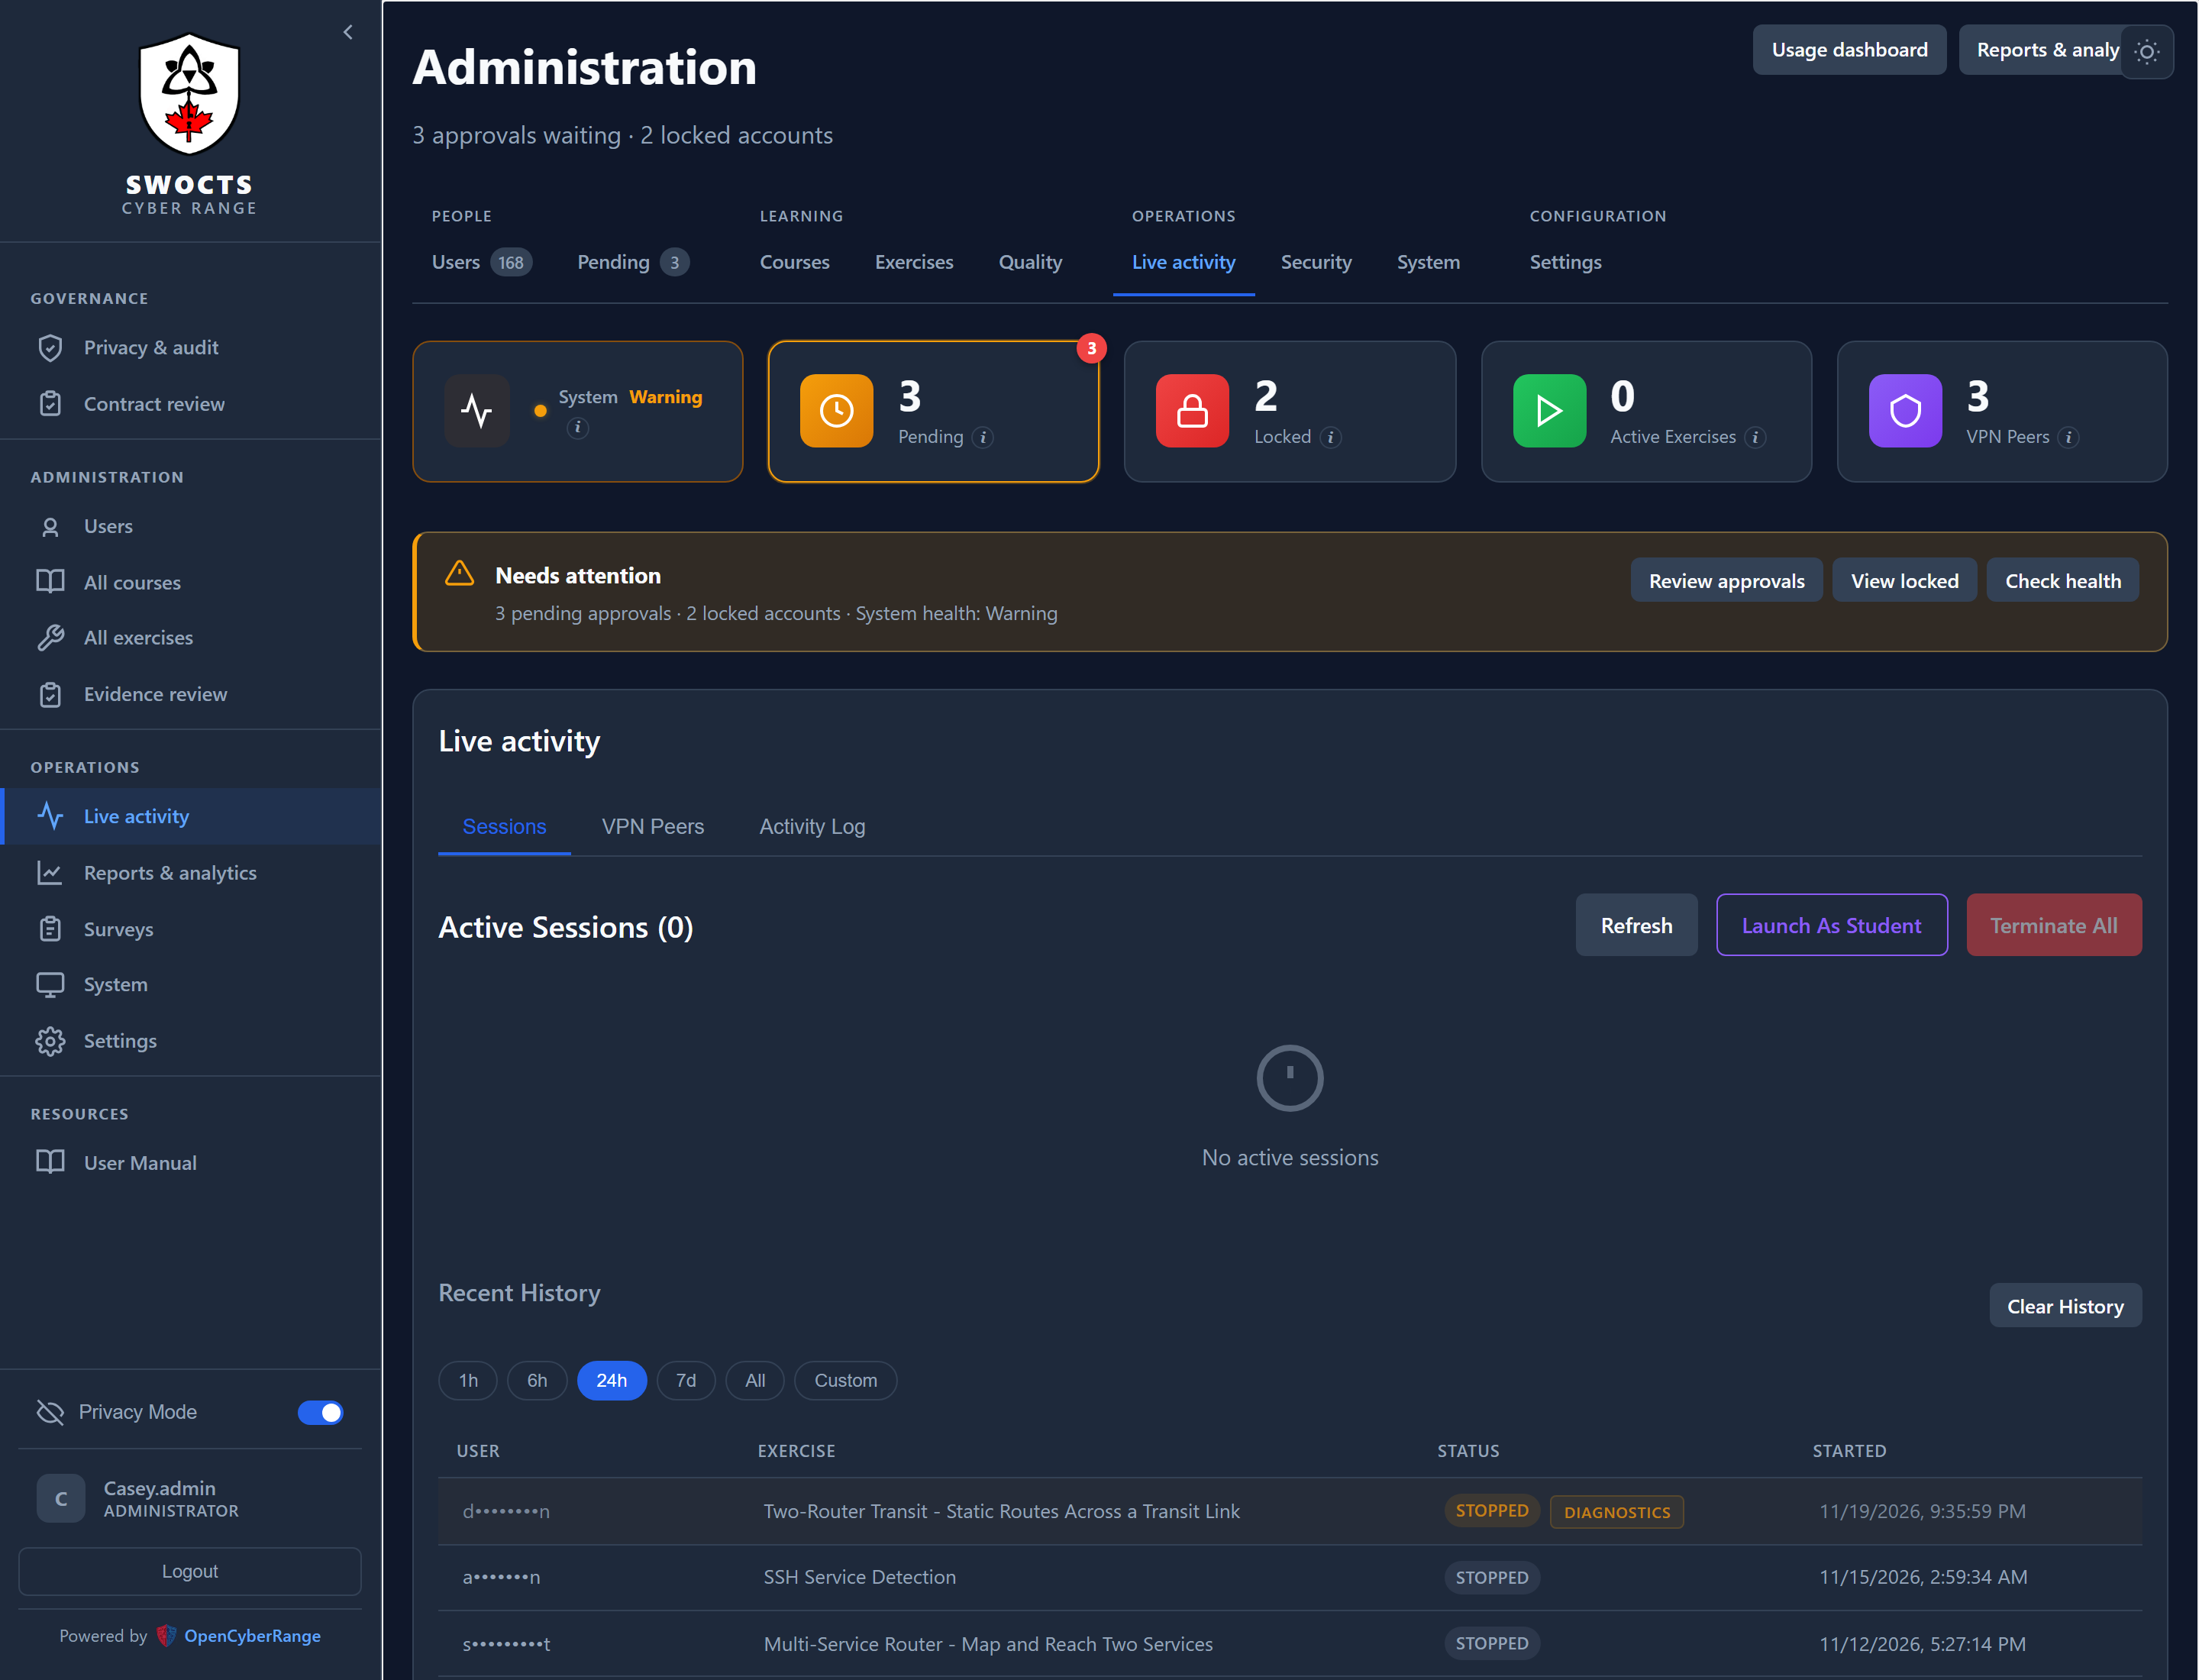 SWOCTS
CYBER RANGE
GOVERNANCE
Privacy & audit
Contract review
ADMINISTRATION
Users
All courses
All exercises
Evidence review
OPERATIONS
Live activity
Reports & analytics
Surveys
System
Settings
RESOURCES
User Manual
Privacy Mode
C
Casey.admin
ADMINISTRATOR
Logout
Powered by OpenCyberRange
Administration
Usage dashboard
Reports & analy
3 approvals waiting · 2 locked accounts
PEOPLE
Users 168
Pending 3
LEARNING
Courses
Exercises
Quality
OPERATIONS
Live activity
Security
System
CONFIGURATION
Settings
System Warning
i
3
3
Pending i
2
Locked i
0
Active Exercises i
3
VPN Peers i
Needs attention
3 pending approvals · 2 locked accounts · System health: Warning
Review approvals
View locked
Check health
Live activity
Sessions
VPN Peers
Activity Log
Active Sessions (0)
Refresh
Launch As Student
Terminate All
No active sessions
Recent History
Clear History
1h
6h
24h
7d
All
Custom
USER EXERCISE STATUS STARTED
d••••••••n Two-Router Transit - Static Routes Across a Transit Link STOPPED DIAGNOSTICS 11/19/2026, 9:35:59 PM
a•••••••n SSH Service Detection STOPPED 11/15/2026, 2:59:34 AM
s•••••••••t Multi-Service Router - Map and Reach Two Services STOPPED 11/12/2026, 5:27:14 PM